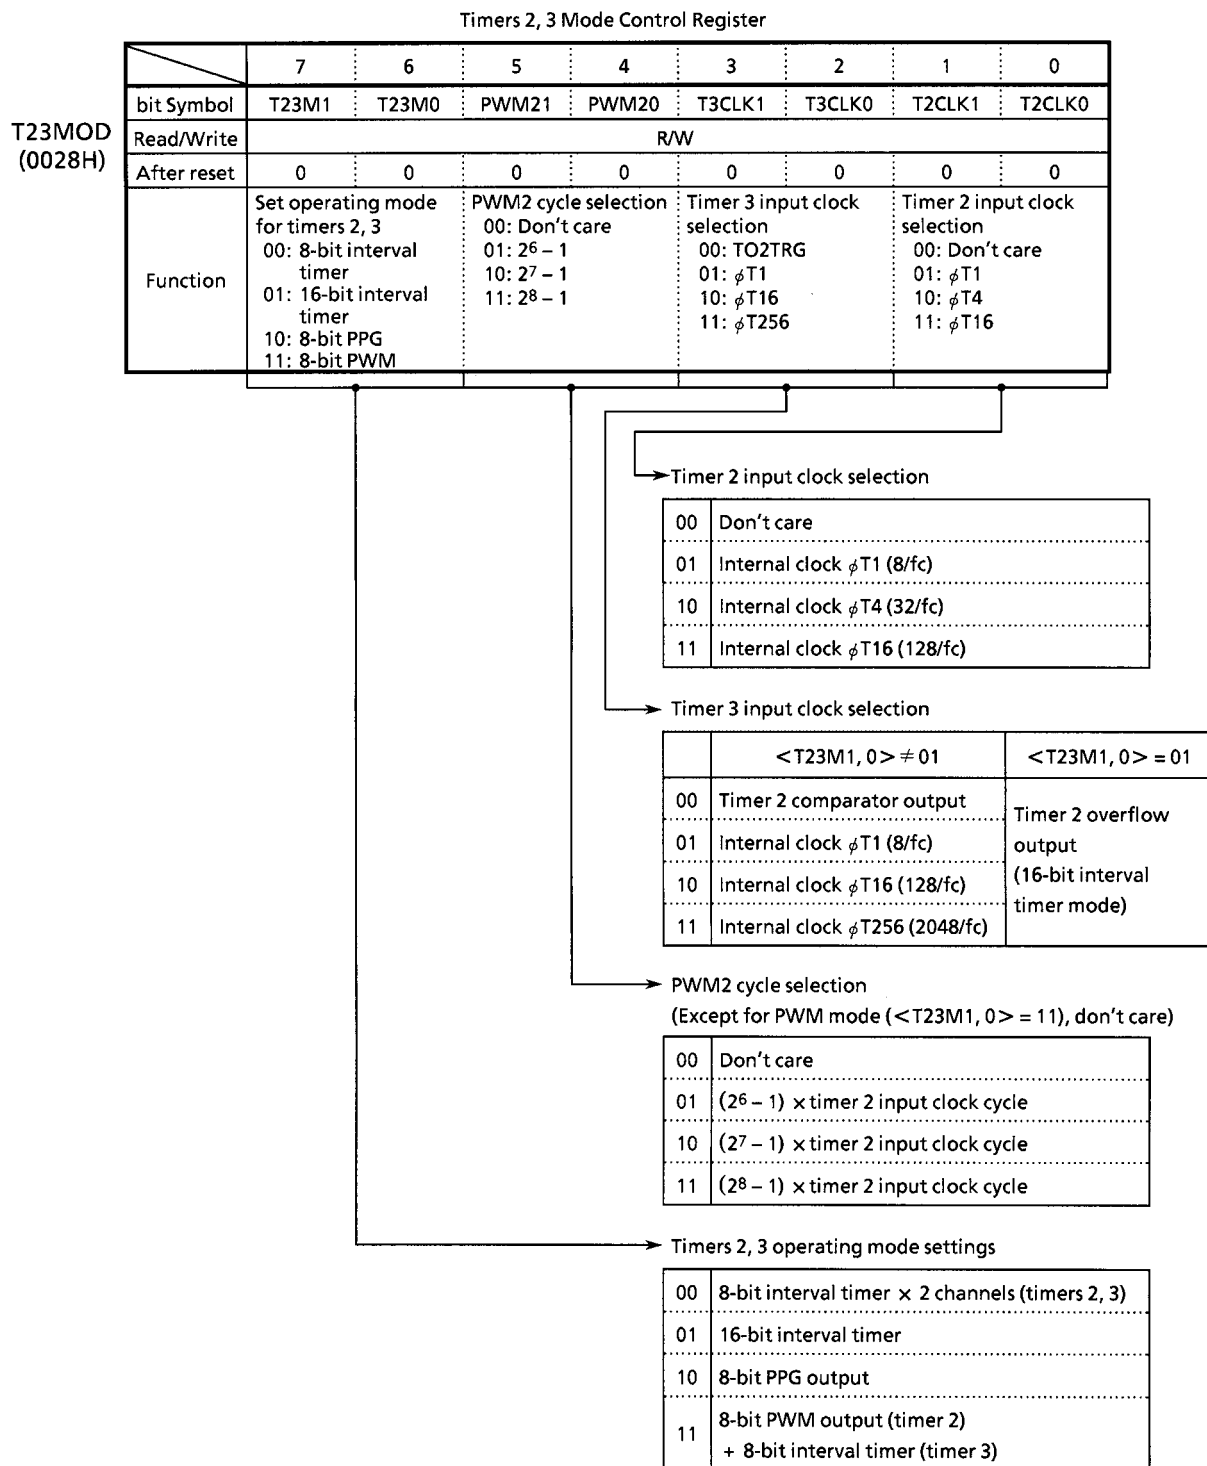 Timers 2, 3 Mode Control Register
7 6 5 4 3 2 1 0
bit Symbol T23M1 T23M0 PWM21 PWM20 T3CLK1 T3CLK0 T2CLK1 T2CLK0
T23MOD
(0028H)
Read/Write R/W
After reset 0 0 0 0 0 0 0 0
Function
Set operating mode
for timers 2, 3
00: 8-bit interval
timer
01: 16-bit interval
timer
10: 8-bit PPG
11: 8-bit PWM
PWM2 cycle selection
00: Don't care
01: 2⁶ – 1
10: 2⁷ – 1
11: 2⁸ – 1
Timer 3 input clock
selection
00: TO2TRG
01: ϕT1
10: ϕT16
11: ϕT256
Timer 2 input clock
selection
00: Don't care
01: ϕT1
10: ϕT4
11: ϕT16
Timer 2 input clock selection
00 Don't care
01 Internal clock ϕT1 (8/fc)
10 Internal clock ϕT4 (32/fc)
11 Internal clock ϕT16 (128/fc)
Timer 3 input clock selection
<T23M1, 0> ≠ 01 <T23M1, 0> = 01
00 Timer 2 comparator output
01 Internal clock ϕT1 (8/fc)
10 Internal clock ϕT16 (128/fc)
11 Internal clock ϕT256 (2048/fc)
Timer 2 overflow
output
(16-bit interval
timer mode)
PWM2 cycle selection
(Except for PWM mode (<T23M1, 0> = 11), don't care)
00 Don't care
01 (2⁶ – 1) × timer 2 input clock cycle
10 (2⁷ – 1) × timer 2 input clock cycle
11 (2⁸ – 1) × timer 2 input clock cycle
Timers 2, 3 operating mode settings
00 8-bit interval timer × 2 channels (timers 2, 3)
01 16-bit interval timer
10 8-bit PPG output
11 8-bit PWM output (timer 2)
+ 8-bit interval timer (timer 3)